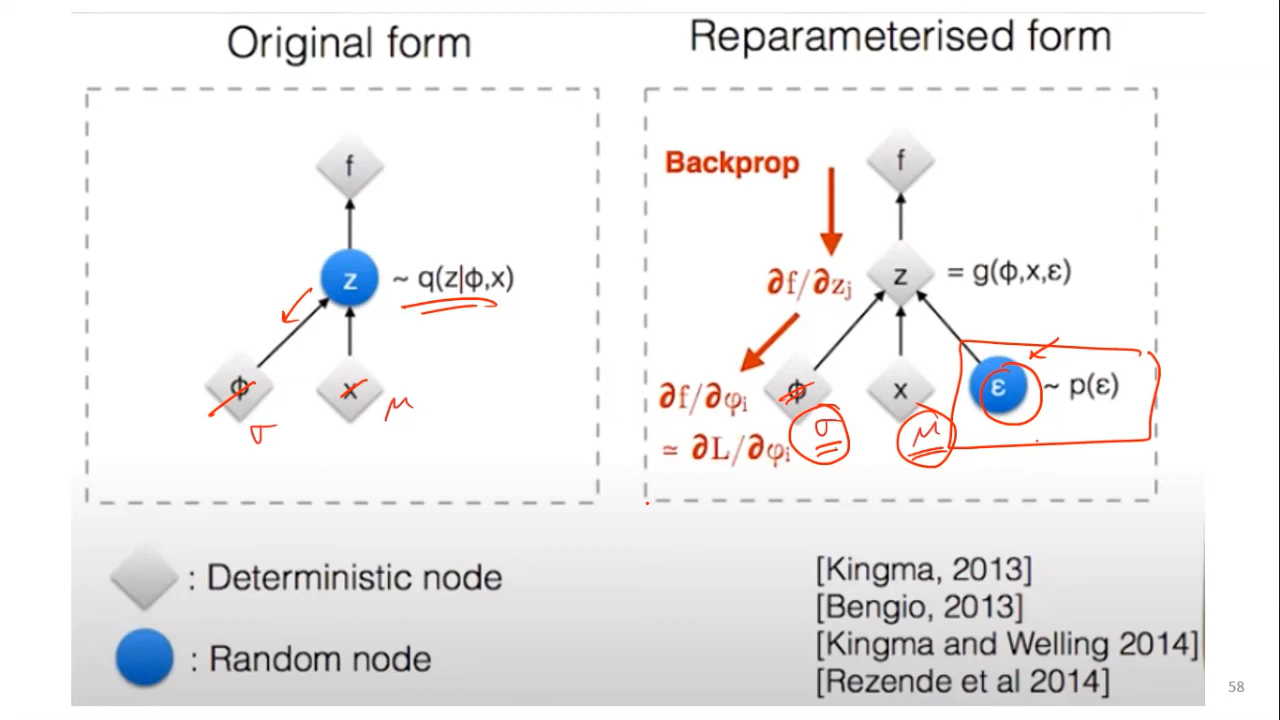 Original form
f
z ~ q(z|ϕ,x)
ϕ x
σ μ
: Deterministic node
: Random node
Reparameterised form
Backprop
f
∂f/∂zⱼ z = g(ϕ,x,ε)
∂f/∂φᵢ ϕ x ε ~ p(ε)
≃ ∂L/∂φᵢ σ μ
[Kingma, 2013]
[Bengio, 2013]
[Kingma and Welling 2014]
[Rezende et al 2014]
58